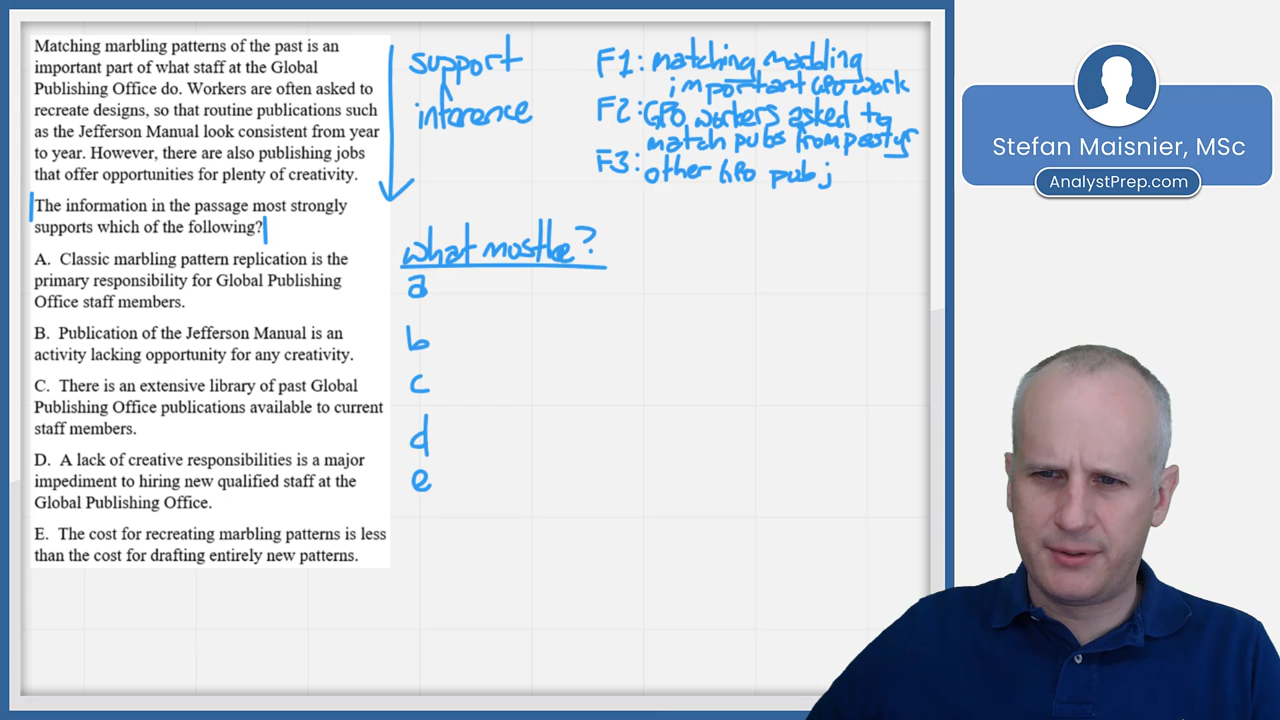 Matching marbling patterns of the past is an
important part of what staff at the Global
Publishing Office do. Workers are often asked to
recreate designs, so that routine publications such
as the Jefferson Manual look consistent from year
to year. However, there are also publishing jobs
that offer opportunities for plenty of creativity.
The information in the passage most strongly
supports which of the following?
A. Classic marbling pattern replication is the
primary responsibility for Global Publishing
Office staff members.
B. Publication of the Jefferson Manual is an
activity lacking opportunity for any creativity.
C. There is an extensive library of past Global
Publishing Office publications available to current
staff members.
D. A lack of creative responsibilities is a major
impediment to hiring new qualified staff at the
Global Publishing Office.
E. The cost for recreating marbling patterns is less
than the cost for drafting entirely new patterns.
support
inference
what must be?
a
b
c
d
e
F1: matching
important GPO work
F2: GPO workers asked to
match pubs from past yr
F3: other GPO pub j
Stefan Maisnier, MSc
AnalystPrep.com